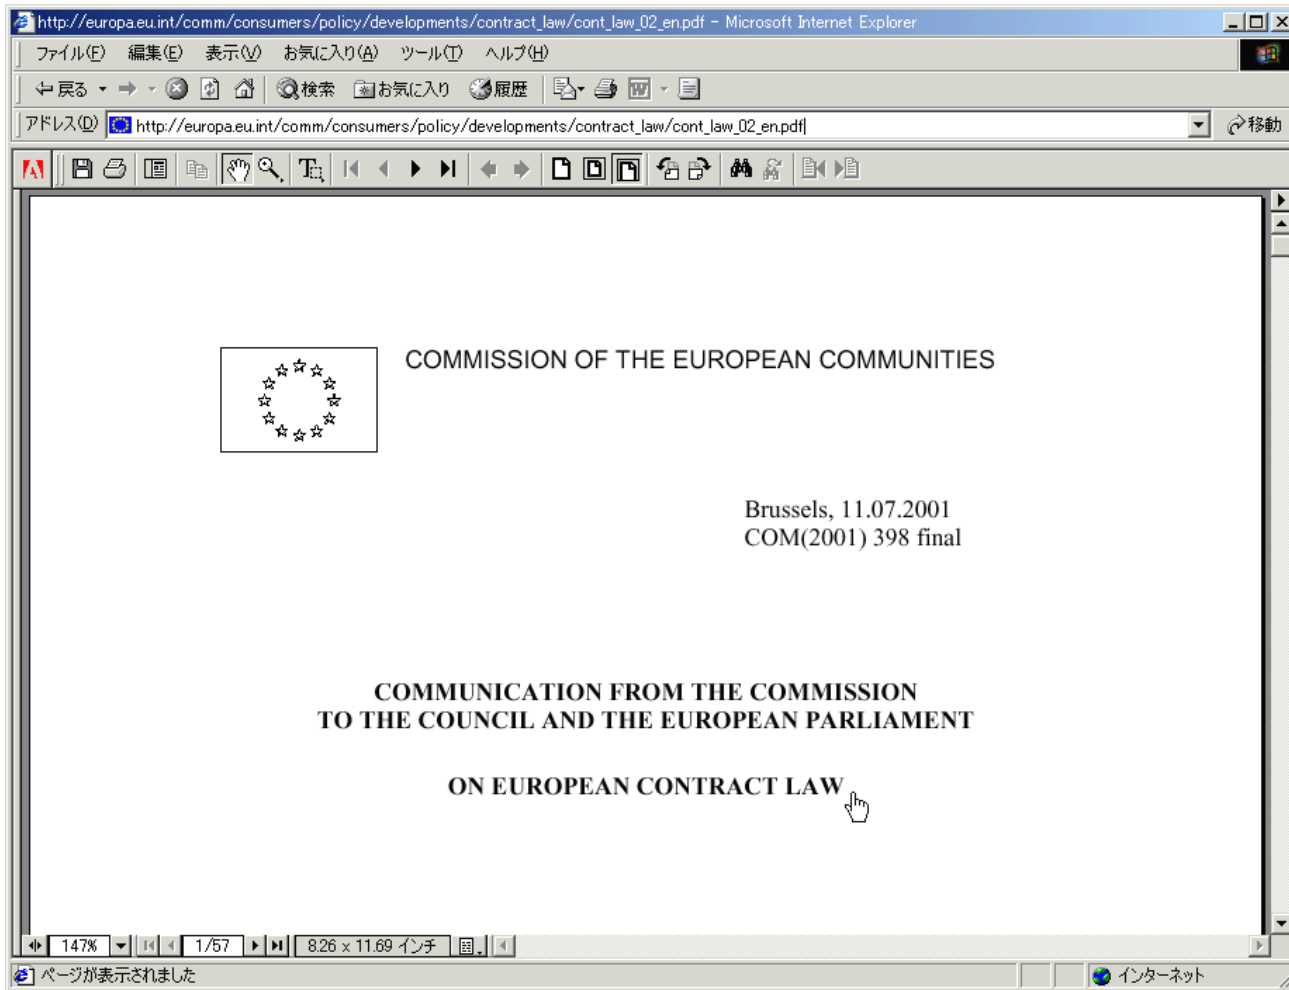 http://europa.eu.int/comm/consumers/policy/developments/contract_law/cont_law_02_en.pdf - Microsoft Internet Explorer
ファイル(F) 編集(E) 表示(V) お気に入り(A) ツール(T) ヘルプ(H)
戻る 検索 お気に入り 履歴
アドレス(D) http://europa.eu.int/comm/consumers/policy/developments/contract_law/cont_law_02_en.pdf 移動
COMMISSION OF THE EUROPEAN COMMUNITIES
Brussels, 11.07.2001
COM(2001) 398 final
COMMUNICATION FROM THE COMMISSION
TO THE COUNCIL AND THE EUROPEAN PARLIAMENT
ON EUROPEAN CONTRACT LAW
147% 1/57 8.26 x 11.69 インチ
ページが表示されました インターネット